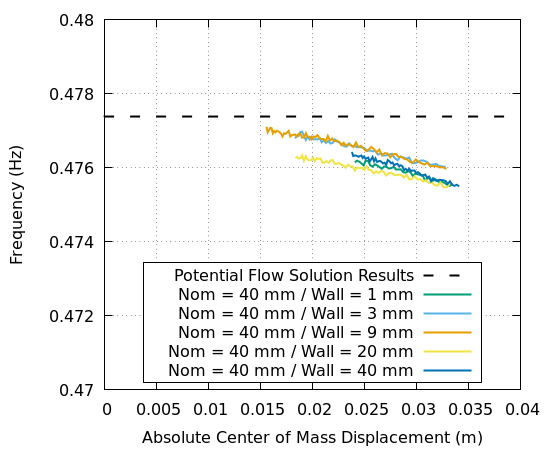 0.48
0.478
0.476
0.474
0.472
0.47
Frequency (Hz)
Potential Flow Solution Results
Nom = 40 mm / Wall = 1 mm
Nom = 40 mm / Wall = 3 mm
Nom = 40 mm / Wall = 9 mm
Nom = 40 mm / Wall = 20 mm
Nom = 40 mm / Wall = 40 mm
0 0.005 0.01 0.015 0.02 0.025 0.03 0.035 0.04
Absolute Center of Mass Displacement (m)